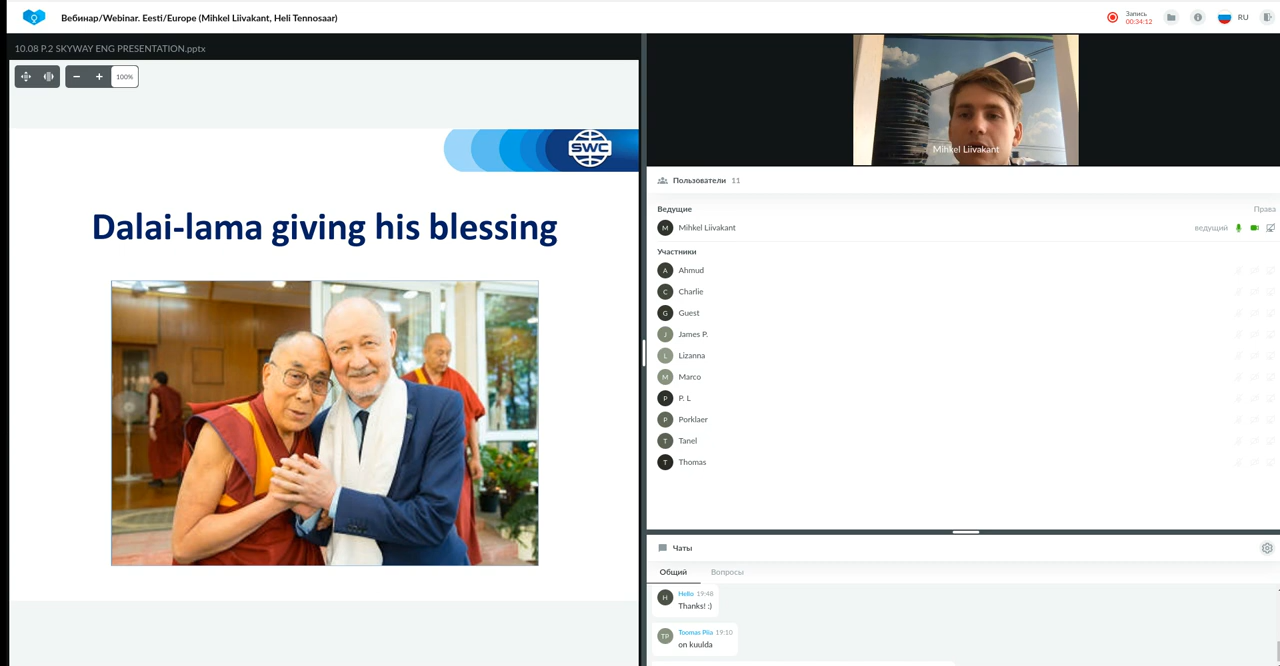 Вебинар/Webinar. Eesti/Europe (Mihkel Liivakant, Heli Tennosaar)
Запись
00:34:12
RU
10.08 P.2 SKYWAY ENG PRESENTATION.pptx
100%
SWC
Dalai-lama giving his blessing
Mihkel Liivakant
Пользователи 11
Ведущие Права
M Mihkel Liivakant ведущий
Участники
A Ahmud
C Charlie
G Guest
J James P.
L Lizanna
M Marco
P P. L
P Porklaer
T Tanel
T Thomas
Чаты
Общий Вопросы
H Hello 19:48
Thanks! :)
TP Toomas Piia 19:10
on kuulda